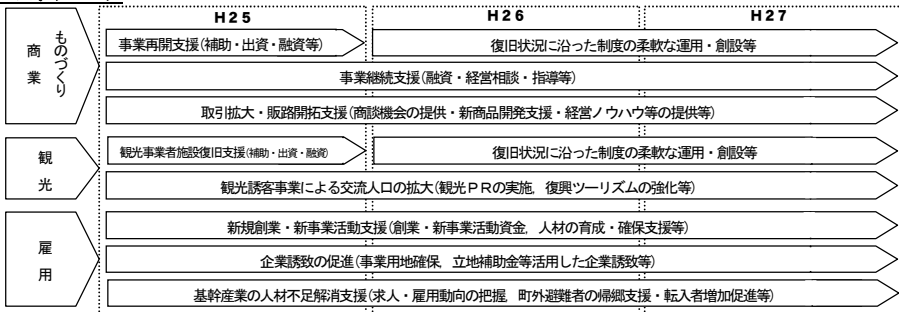 H25 H26 H27
商業 ものづくり
事業再開支援(補助・出資・融資等)
復旧状況に沿った制度の柔軟な運用・創設等
事業継続支援(融資・経営相談・指導等)
取引拡大・販路開拓支援(商談機会の提供・新商品開発支援・経営ノウハウ等の提供等)
観光
観光事業者施設復旧支援(補助・出資・融資)
復旧状況に沿った制度の柔軟な運用・創設等
観光誘客事業による交流人口の拡大(観光PRの実施,復興ツーリズムの強化等)
雇用
新規創業・新事業活動支援(創業・新事業活動資金,人材の育成・確保支援等)
企業誘致の促進(事業用地確保,立地補助金等活用した企業誘致等)
基幹産業の人材不足解消支援(求人・雇用動向の把握,町外避難者の帰郷支援・転入者増加促進等)